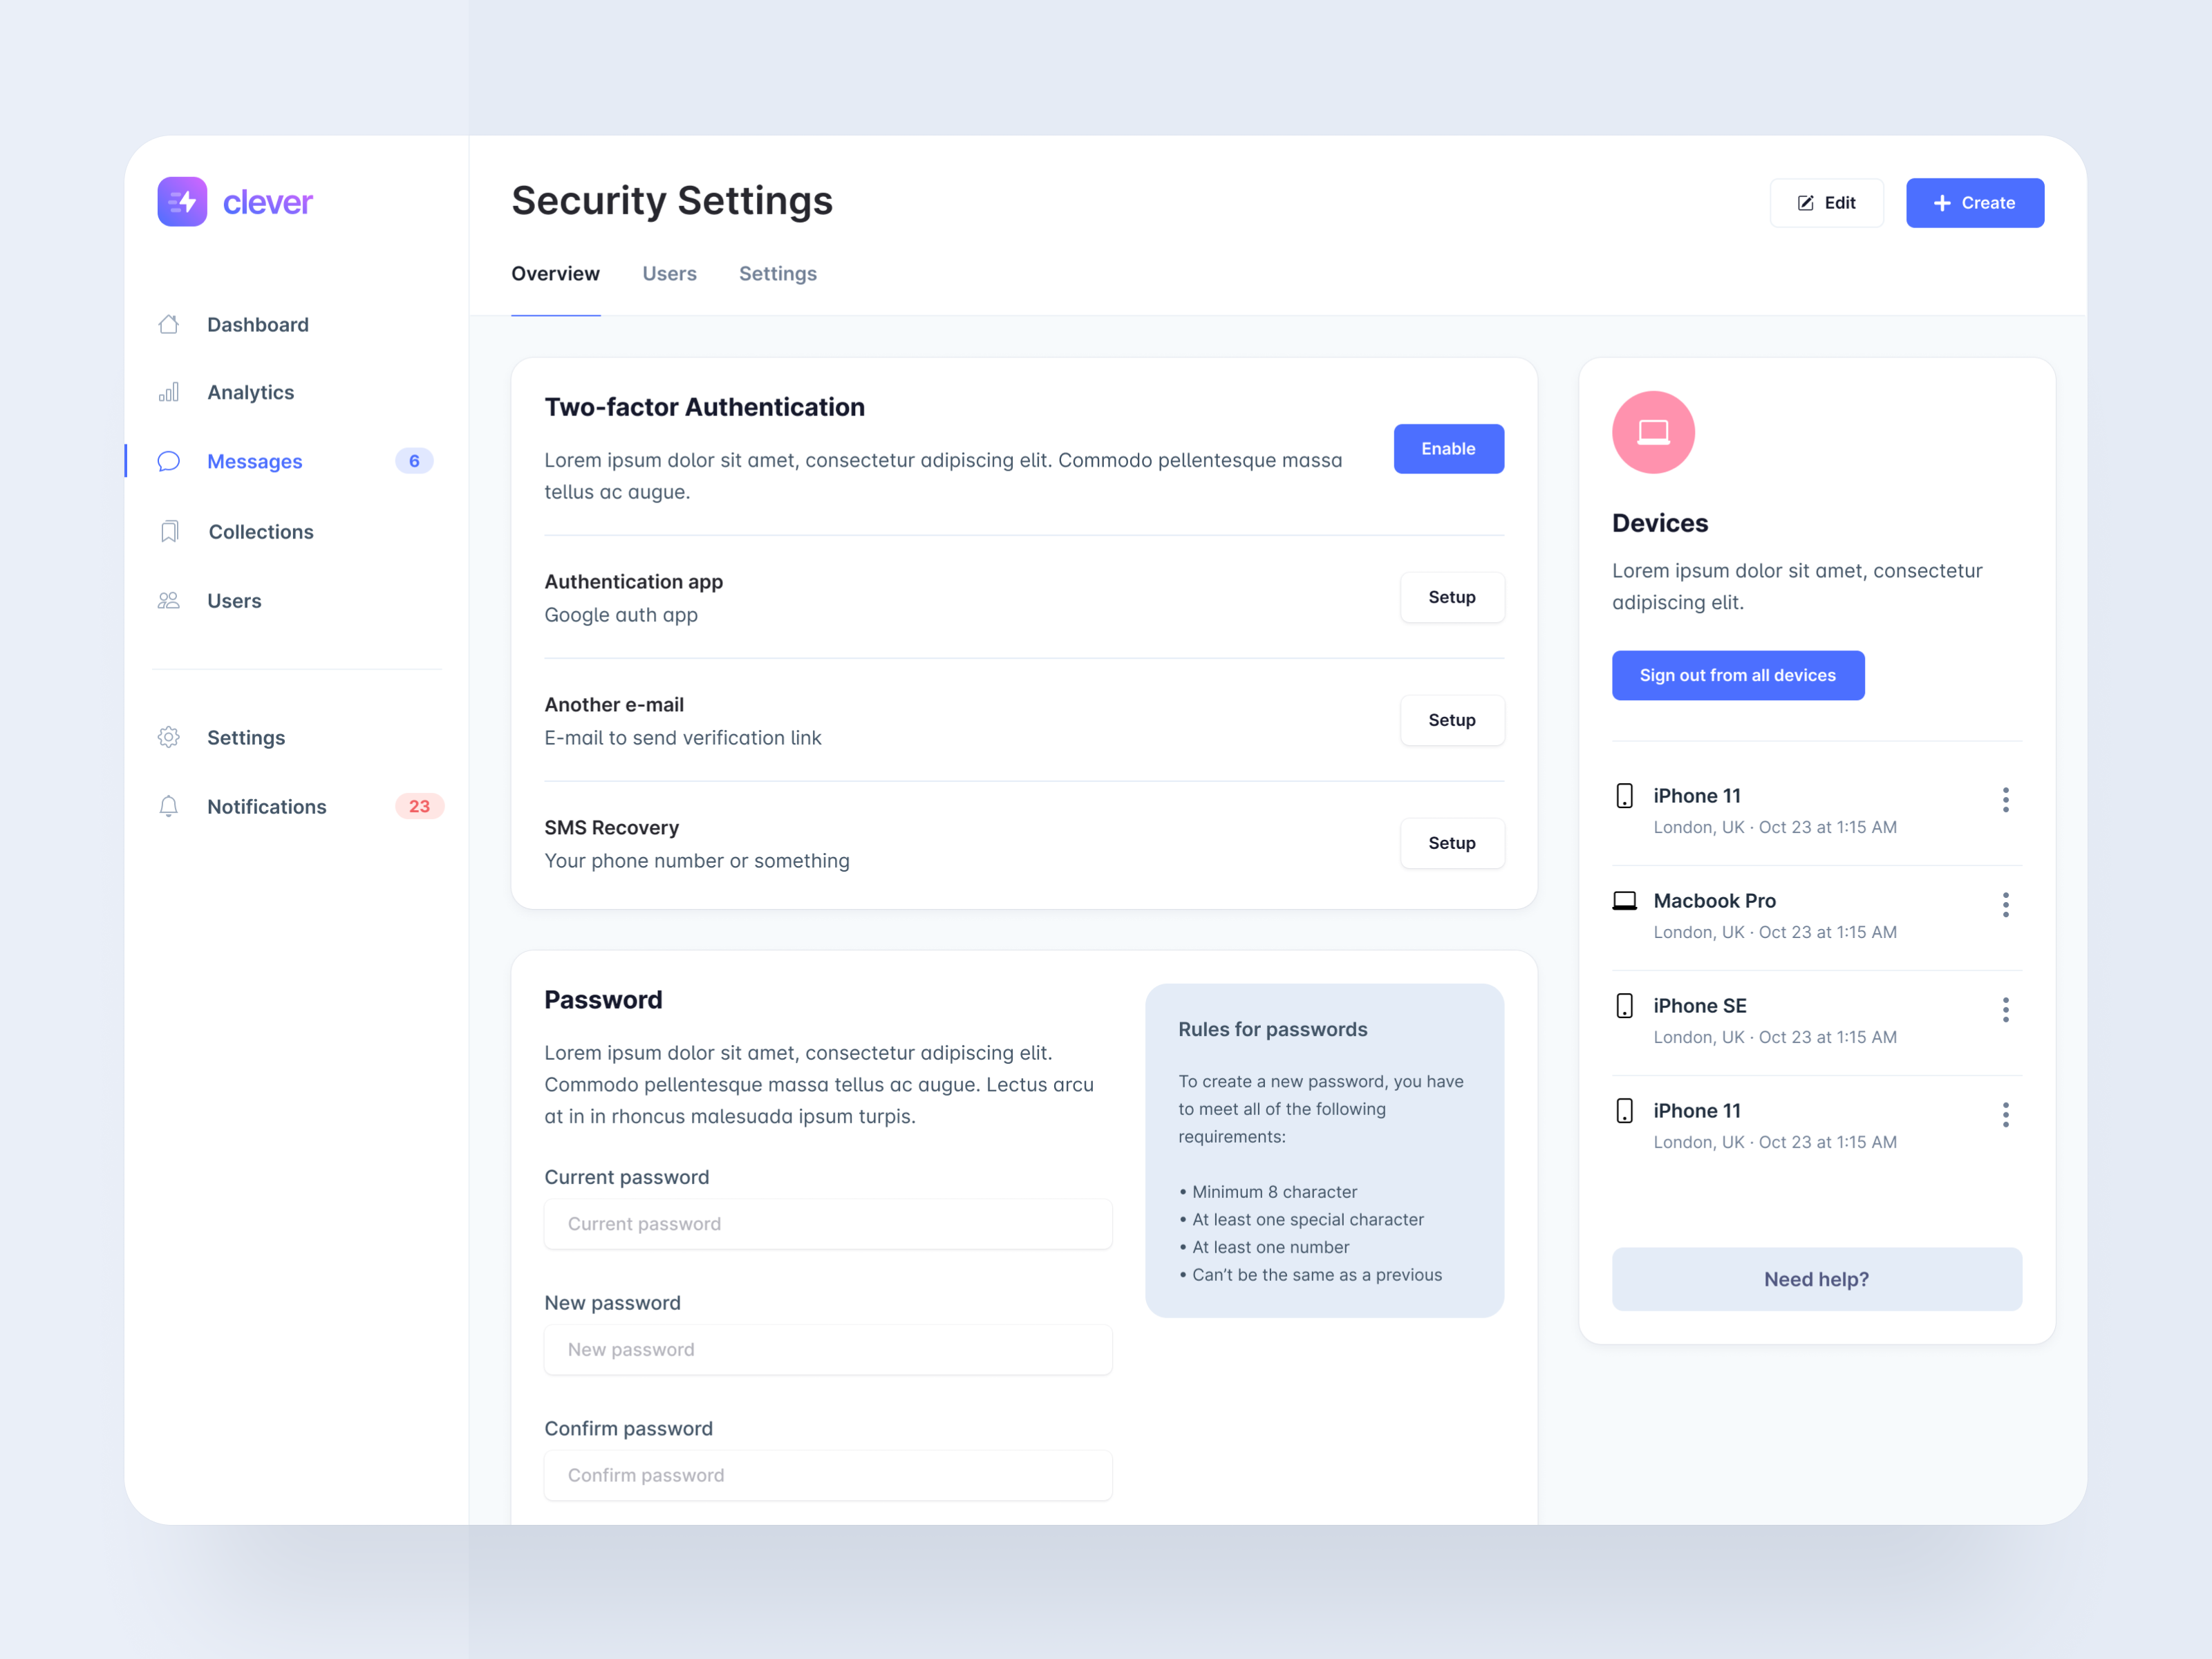 clever
Dashboard
Analytics
Messages
6
Collections
Users
Settings
Notifications
23
Security Settings
Edit
Create
Overview
Users
Settings
Two-factor Authentication
Lorem ipsum dolor sit amet, consectetur adipiscing elit. Commodo pellentesque massa
tellus ac augue.
Enable
Authentication app
Google auth app
Setup
Another e-mail
E-mail to send verification link
Setup
SMS Recovery
Your phone number or something
Setup
Password
Lorem ipsum dolor sit amet, consectetur adipiscing elit.
Commodo pellentesque massa tellus ac augue. Lectus arcu
at in in rhoncus malesuada ipsum turpis.
Current password
Current password
New password
New password
Confirm password
Confirm password
Rules for passwords
To create a new password, you have
to meet all of the following
requirements:
• Minimum 8 character
• At least one special character
• At least one number
• Can’t be the same as a previous
Devices
Lorem ipsum dolor sit amet, consectetur
adipiscing elit.
Sign out from all devices
iPhone 11
London, UK · Oct 23 at 1:15 AM
Macbook Pro
London, UK · Oct 23 at 1:15 AM
iPhone SE
London, UK · Oct 23 at 1:15 AM
iPhone 11
London, UK · Oct 23 at 1:15 AM
Need help?